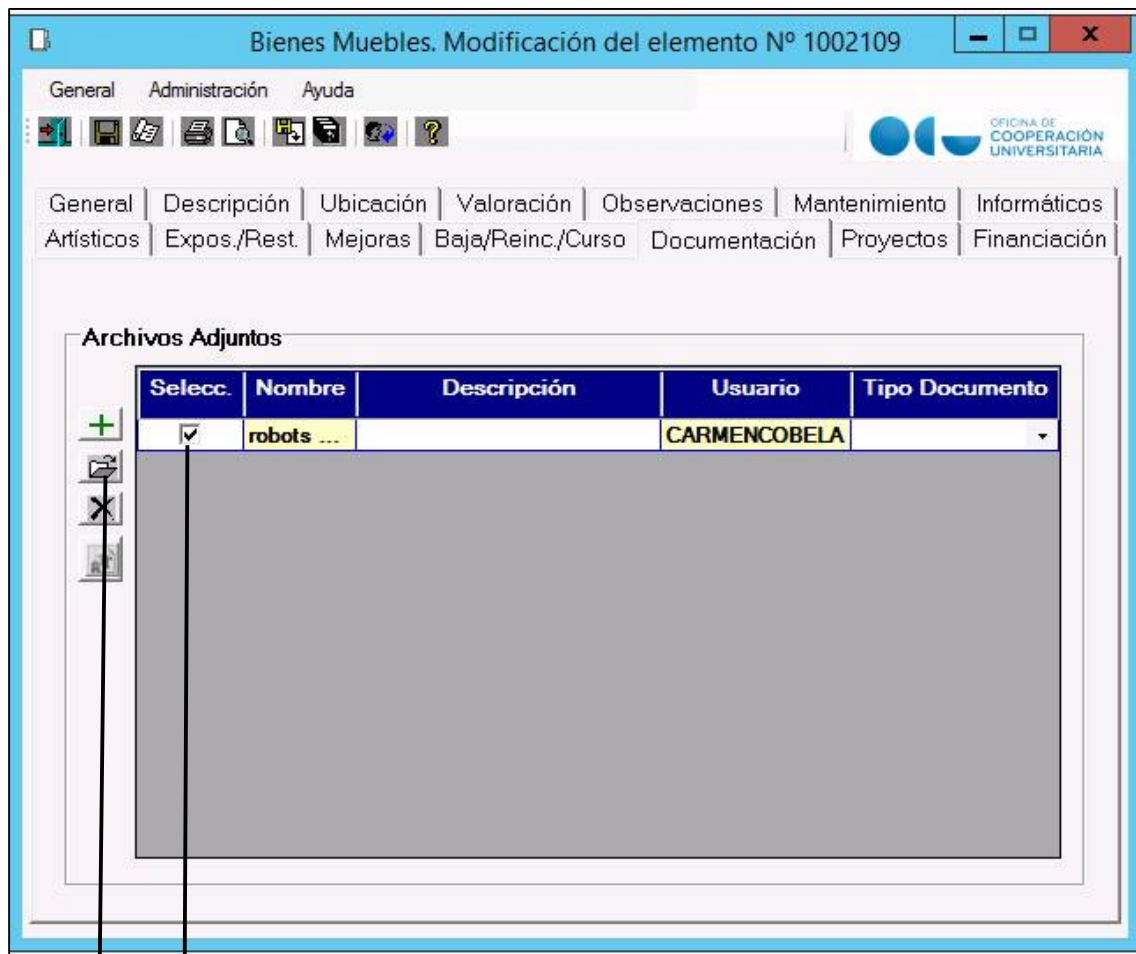 Bienes Muebles. Modificación del elemento Nº 1002109
General Administración Ayuda
OFICINA DE
COOPERACIÓN
UNIVERSITARIA
General Descripción Ubicación Valoración Observaciones Mantenimiento Informáticos
Artísticos Expos./Rest. Mejoras Baja/Reinc./Curso Documentación Proyectos Financiación
Archivos Adjuntos
Selecc. Nombre Descripción Usuario Tipo Documento
robots ... CARMENCOBELA